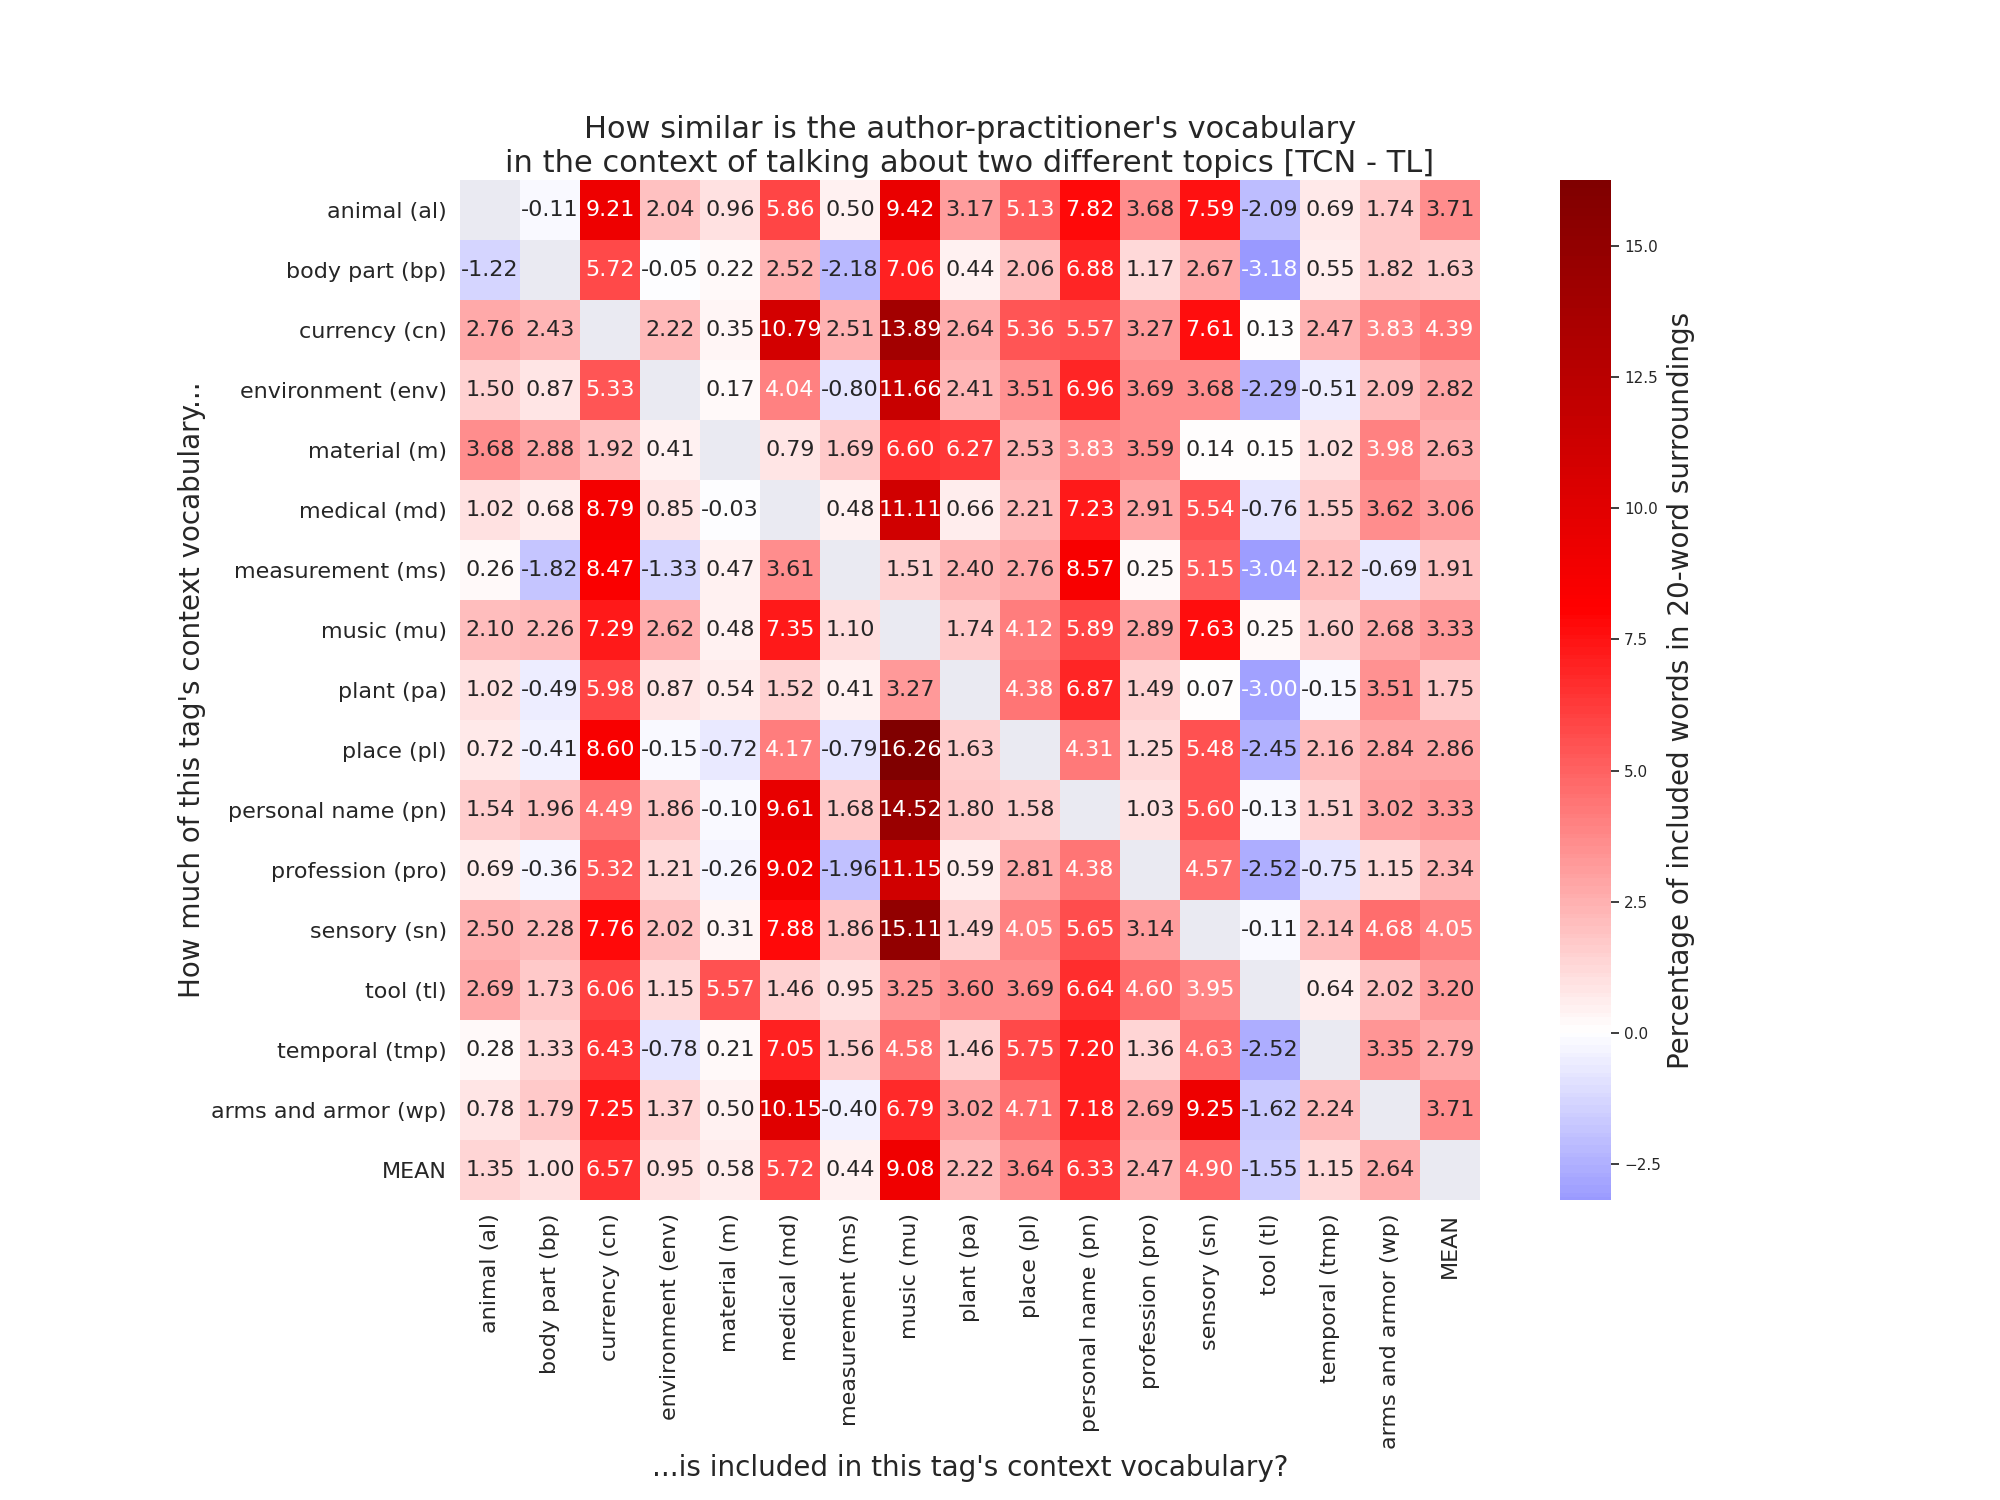 How similar is the author-practitioner's vocabulary
in the context of talking about two different topics [TCN - TL]
How much of this tag's context vocabulary...
animal (al) -0.11 9.21 2.04 0.96 5.86 0.50 9.42 3.17 5.13 7.82 3.68 7.59 -2.09 0.69 1.74 3.71
body part (bp) -1.22 5.72 -0.05 0.22 2.52 -2.18 7.06 0.44 2.06 6.88 1.17 2.67 -3.18 0.55 1.82 1.63
currency (cn) 2.76 2.43 2.22 0.35 10.79 2.51 13.89 2.64 5.36 5.57 3.27 7.61 0.13 2.47 3.83 4.39
environment (env) 1.50 0.87 5.33 0.17 4.04 -0.80 11.66 2.41 3.51 6.96 3.69 3.68 -2.29 -0.51 2.09 2.82
material (m) 3.68 2.88 1.92 0.41 0.79 1.69 6.60 6.27 2.53 3.83 3.59 0.14 0.15 1.02 3.98 2.63
medical (md) 1.02 0.68 8.79 0.85 -0.03 0.48 11.11 0.66 2.21 7.23 2.91 5.54 -0.76 1.55 3.62 3.06
measurement (ms) 0.26 -1.82 8.47 -1.33 0.47 3.61 1.51 2.40 2.76 8.57 0.25 5.15 -3.04 2.12 -0.69 1.91
music (mu) 2.10 2.26 7.29 2.62 0.48 7.35 1.10 1.74 4.12 5.89 2.89 7.63 0.25 1.60 2.68 3.33
plant (pa) 1.02 -0.49 5.98 0.87 0.54 1.52 0.41 3.27 4.38 6.87 1.49 0.07 -3.00 -0.15 3.51 1.75
place (pl) 0.72 -0.41 8.60 -0.15 -0.72 4.17 -0.79 16.26 1.63 4.31 1.25 5.48 -2.45 2.16 2.84 2.86
personal name (pn) 1.54 1.96 4.49 1.86 -0.10 9.61 1.68 14.52 1.80 1.58 1.03 5.60 -0.13 1.51 3.02 3.33
profession (pro) 0.69 -0.36 5.32 1.21 -0.26 9.02 -1.96 11.15 0.59 2.81 4.38 4.57 -2.52 -0.75 1.15 2.34
sensory (sn) 2.50 2.28 7.76 2.02 0.31 7.88 1.86 15.11 1.49 4.05 5.65 3.14 -0.11 2.14 4.68 4.05
tool (tl) 2.69 1.73 6.06 1.15 5.57 1.46 0.95 3.25 3.60 3.69 6.64 4.60 3.95 0.64 2.02 3.20
temporal (tmp) 0.28 1.33 6.43 -0.78 0.21 7.05 1.56 4.58 1.46 5.75 7.20 1.36 4.63 -2.52 3.35 2.79
arms and armor (wp) 0.78 1.79 7.25 1.37 0.50 10.15 -0.40 6.79 3.02 4.71 7.18 2.69 9.25 -1.62 2.24 3.71
MEAN 1.35 1.00 6.57 0.95 0.58 5.72 0.44 9.08 2.22 3.64 6.33 2.47 4.90 -1.55 1.15 2.64
animal (al)
body part (bp)
currency (cn)
environment (env)
material (m)
medical (md)
measurement (ms)
music (mu)
plant (pa)
place (pl)
personal name (pn)
profession (pro)
sensory (sn)
tool (tl)
temporal (tmp)
arms and armor (wp)
MEAN
...is included in this tag's context vocabulary?
15.0
12.5
10.0
7.5
5.0
2.5
0.0
−2.5
Percentage of included words in 20-word surroundings